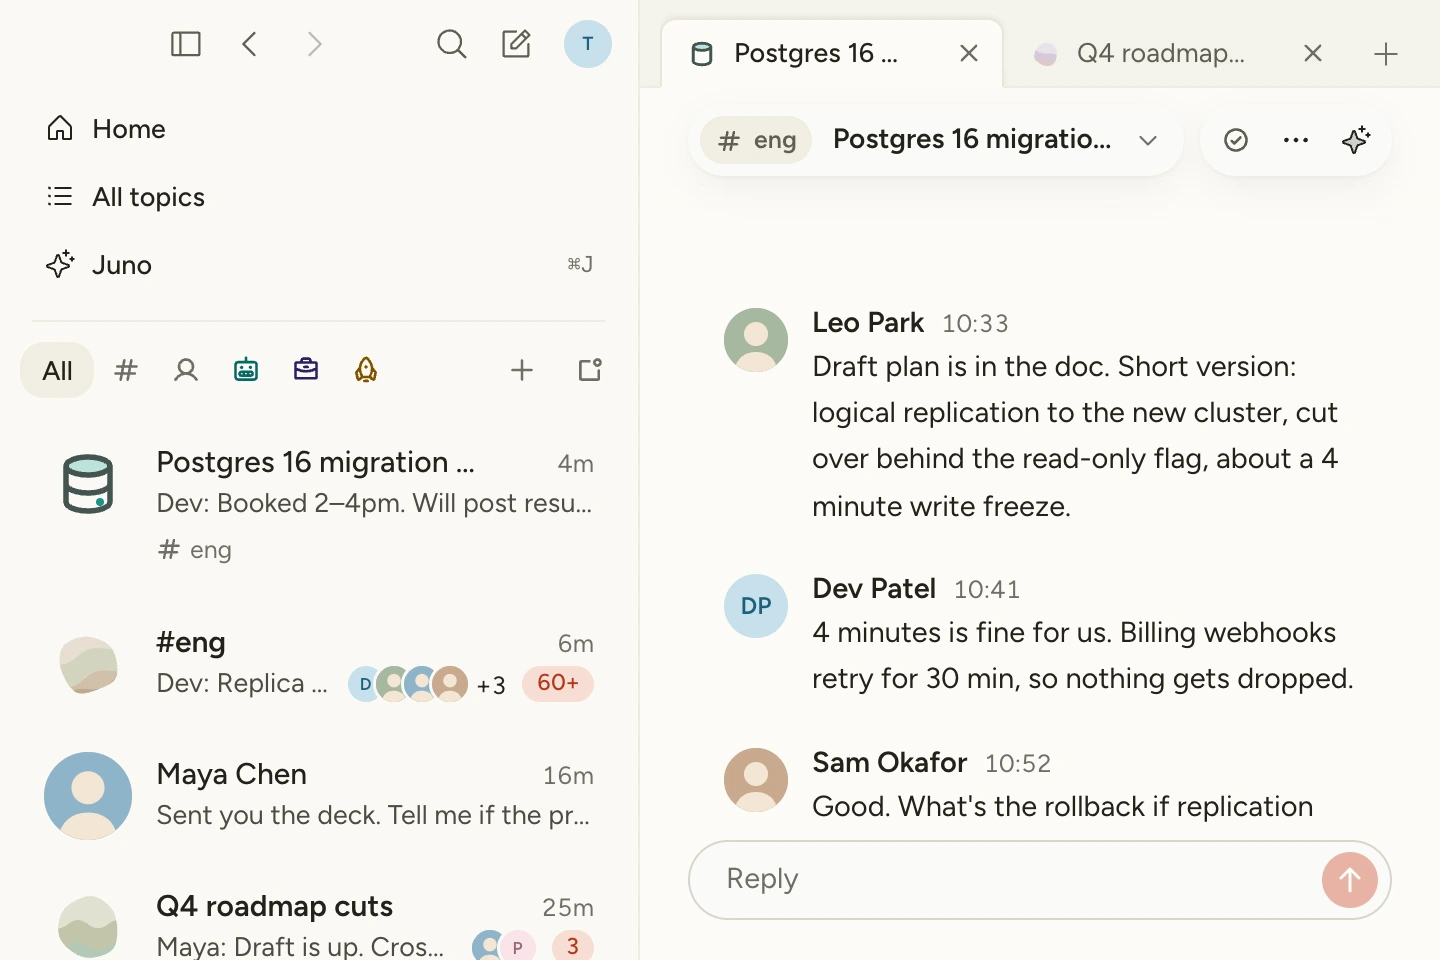 T
Home
All topics
Juno ⌘J
All
Postgres 16 migration ... 4m
Dev: Booked 2–4pm. Will post resu...
# eng
#eng 6m
Dev: Replica ... D +3 60+
Maya Chen 16m
Sent you the deck. Tell me if the pr...
Q4 roadmap cuts 25m
Maya: Draft is up. Cros... P 3
Postgres 16 ... Q4 roadmap...
# eng Postgres 16 migratio...
Leo Park 10:33
Draft plan is in the doc. Short version:
logical replication to the new cluster, cut
over behind the read-only flag, about a 4
minute write freeze.
DP Dev Patel 10:41
4 minutes is fine for us. Billing webhooks
retry for 30 min, so nothing gets dropped.
Sam Okafor 10:52
Good. What's the rollback if replication
Reply